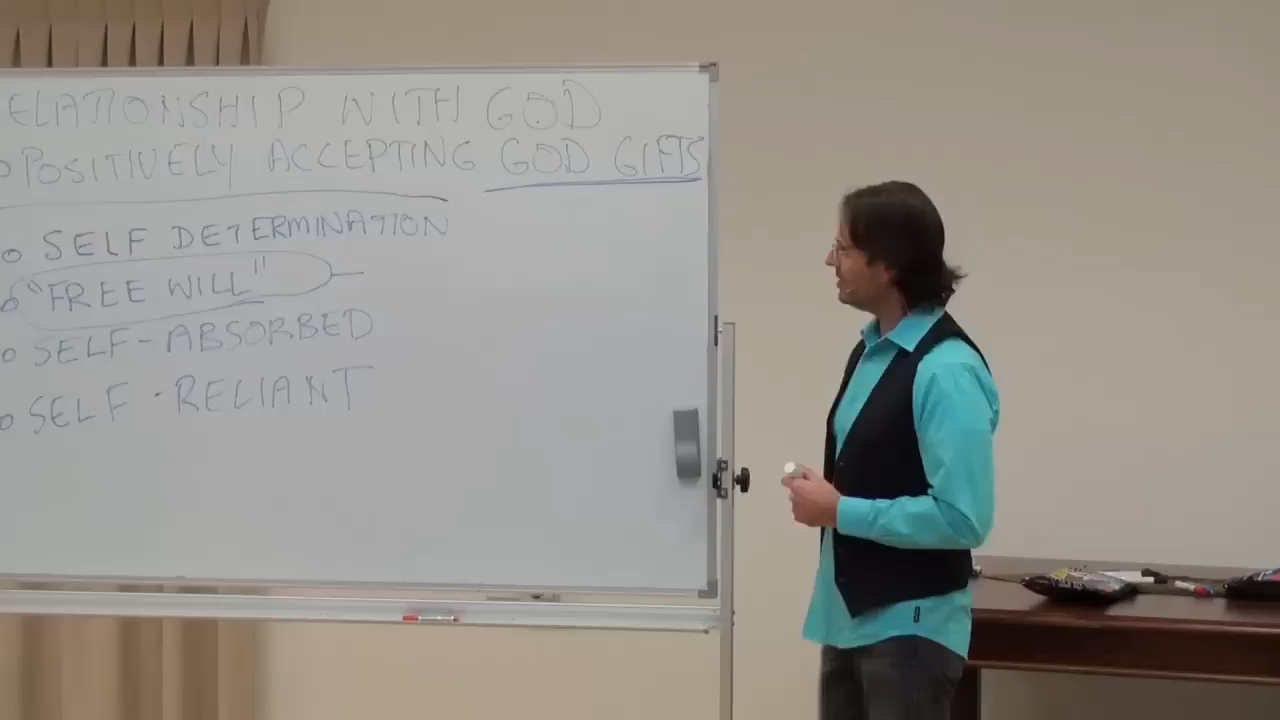 ELATIONSHIP WITH GOD
o POSITIVELY ACCEPTING GOD GIFTS
o SELF DETERMINATION
o "FREE WILL"
o SELF-ABSORBED
o SELF-RELIANT